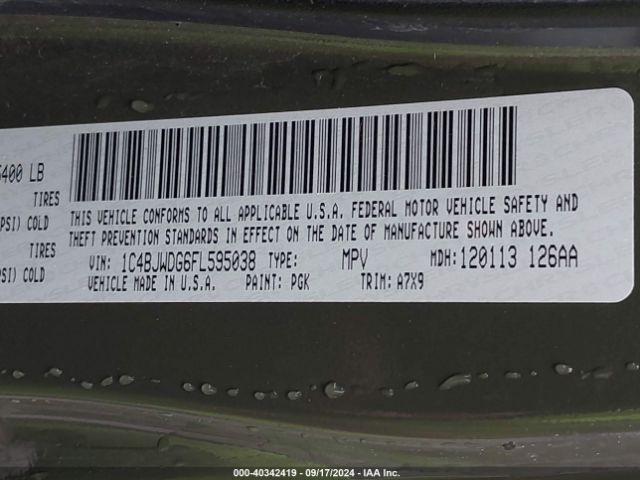 5400 LB
TIRES
PSI) COLD
TIRES
PSI) COLD
THIS VEHICLE CONFORMS TO ALL APPLICABLE U.S.A. FEDERAL MOTOR VEHICLE SAFETY AND
THEFT PREVENTION STANDARDS IN EFFECT ON THE DATE OF MANUFACTURE SHOWN ABOVE.
VIN: 1C4BJWDG6FL595038 TYPE: MPV MDH: 120113 126AA
VEHICLE MADE IN U.S.A. PAINT: PGK TRIM: A7X9
000-40342419 - 09/17/2024 - IAA Inc.